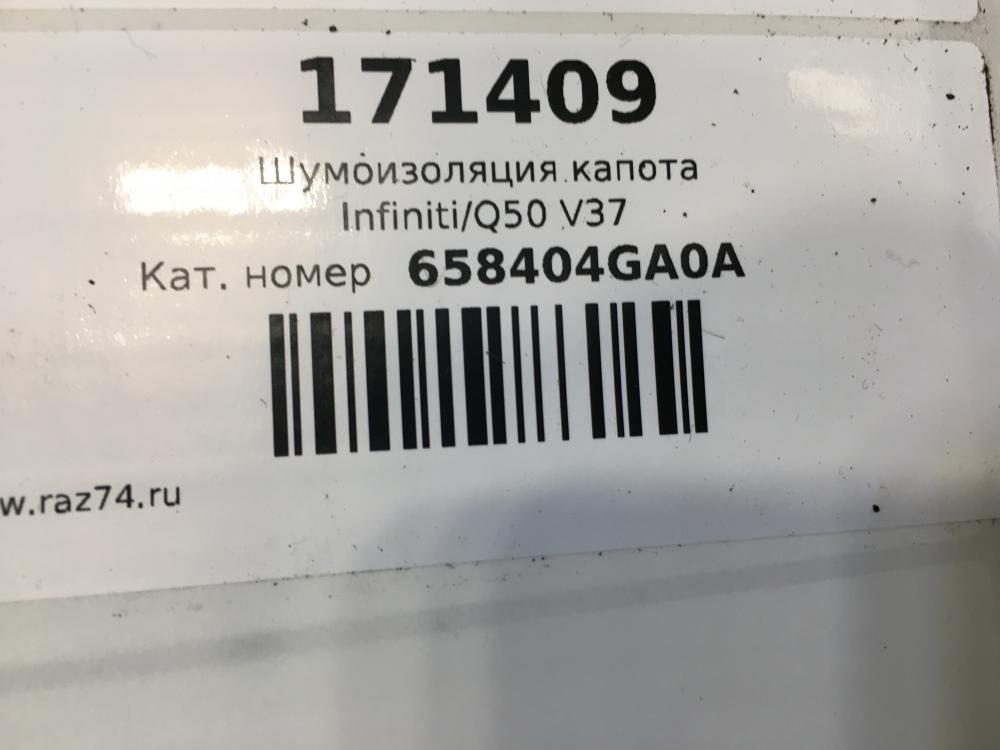 171409
Шумоизоляция капота
Infiniti/Q50 V37
Кат. номер 658404GA0A
w.raz74.ru